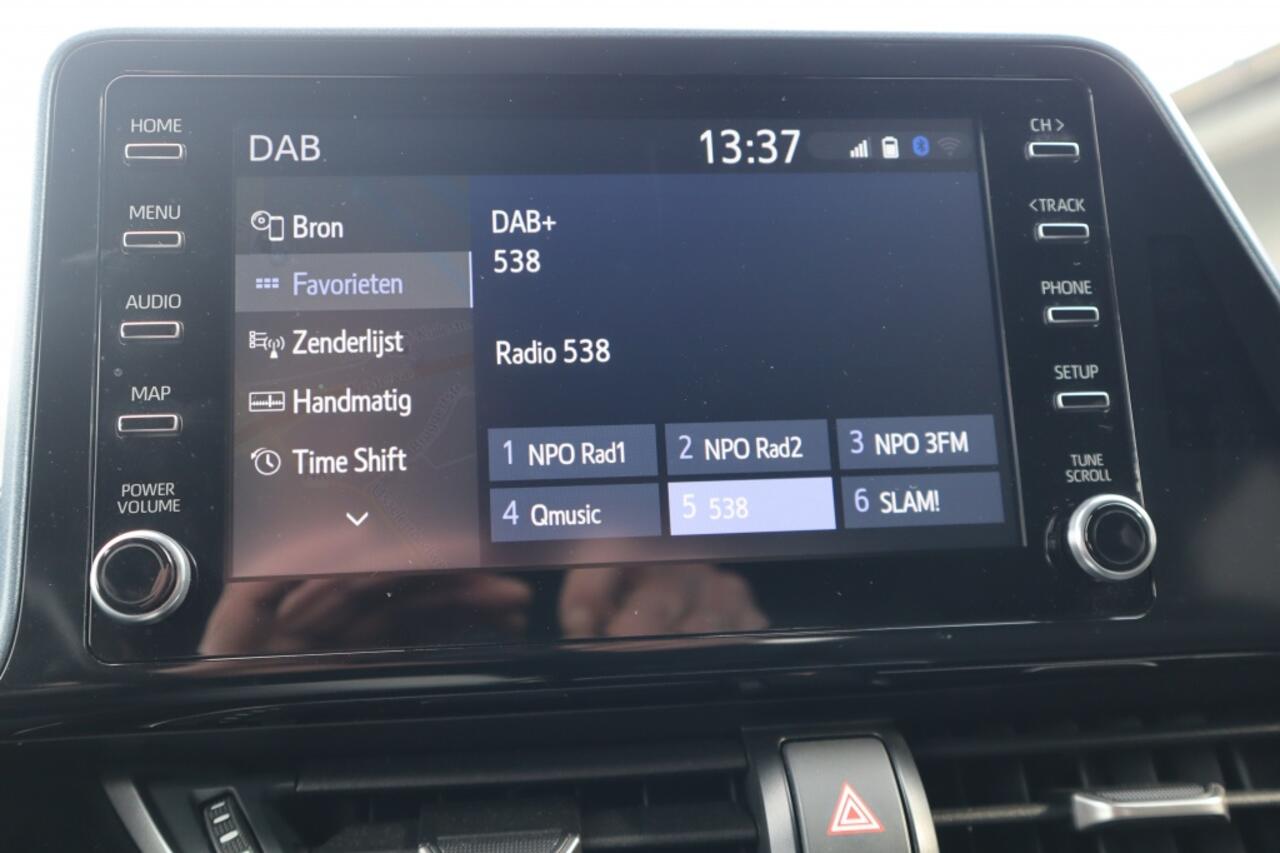 HOME
MENU
AUDIO
MAP
POWER
VOLUME
DAB
13:37
Bron
Favorieten
Zenderlijst
Handmatig
Time Shift
DAB+
538
Radio 538
1 NPO Rad1
2 NPO Rad2
3 NPO 3FM
4 Qmusic
5 538
6 SLAM!
CH >
<TRACK
PHONE
SETUP
TUNE
SCROLL